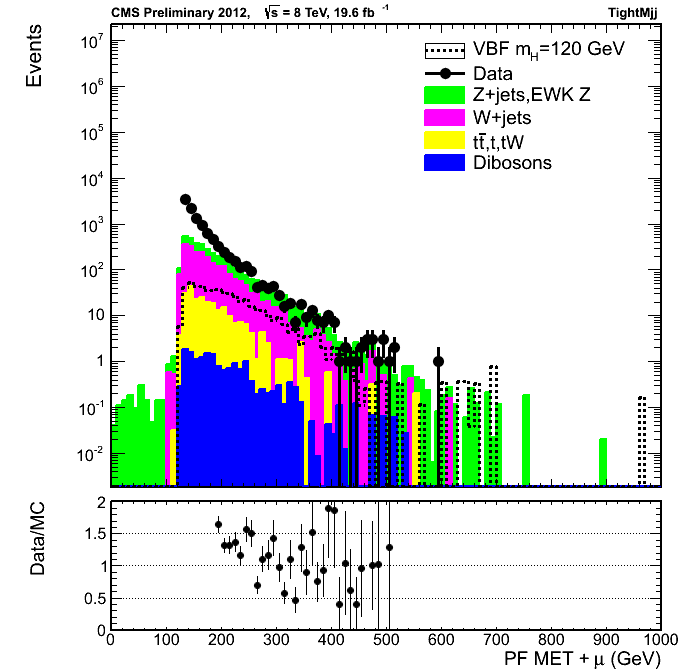 CMS Preliminary 2012, √s = 8 TeV, 19.6 fb⁻¹ TightMjj
Events
10⁷
10⁶
10⁵
10⁴
10³
10²
10
1
10⁻¹
10⁻²
VBF m_H=120 GeV
Data
Z+jets,EWK Z
W+jets
tt̄,t,tW
Dibosons
Data/MC
2
1.5
1
0.5
0
0 100 200 300 400 500 600 700 800 900 1000
PF MET + μ (GeV)